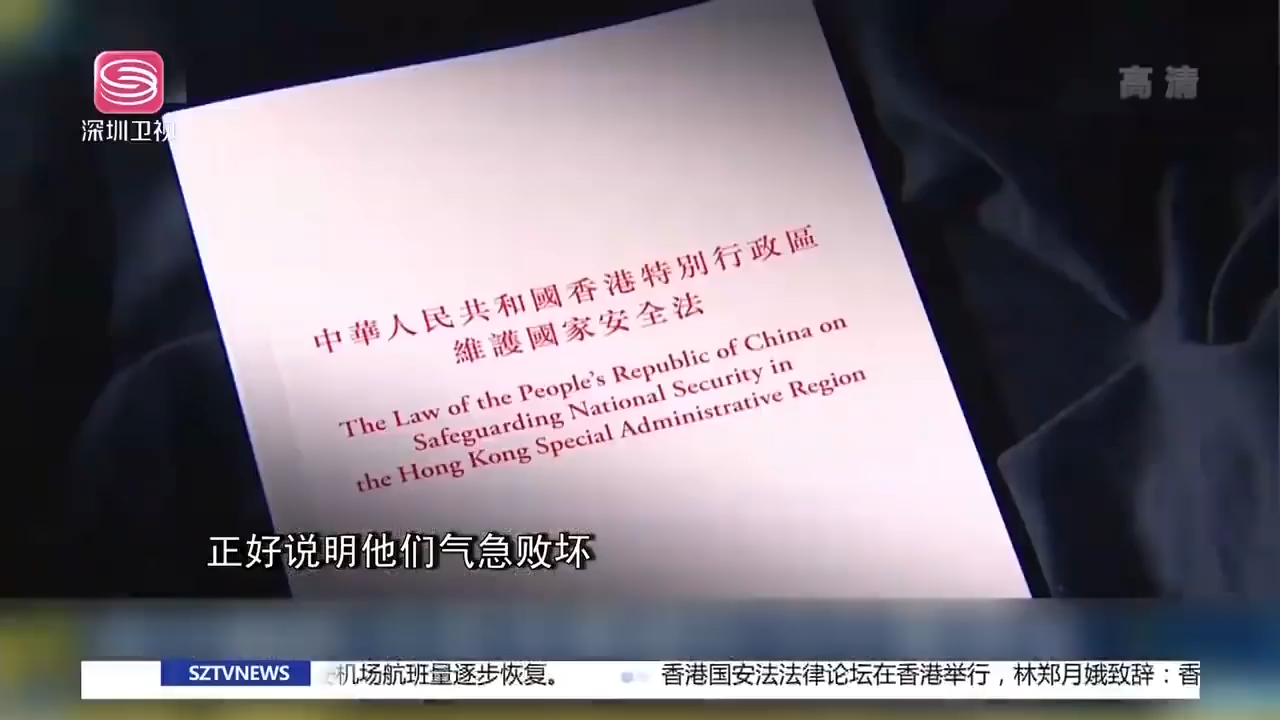 深圳卫视
高清
中華人民共和國香港特別行政區
維護國家安全法
The Law of the People's Republic of China on
Safeguarding National Security in
the Hong Kong Special Administrative Region
正好说明他们气急败坏
SZTVNEWS
机场航班量逐步恢复。
香港国安法法律论坛在香港举行，林郑月娥致辞：香